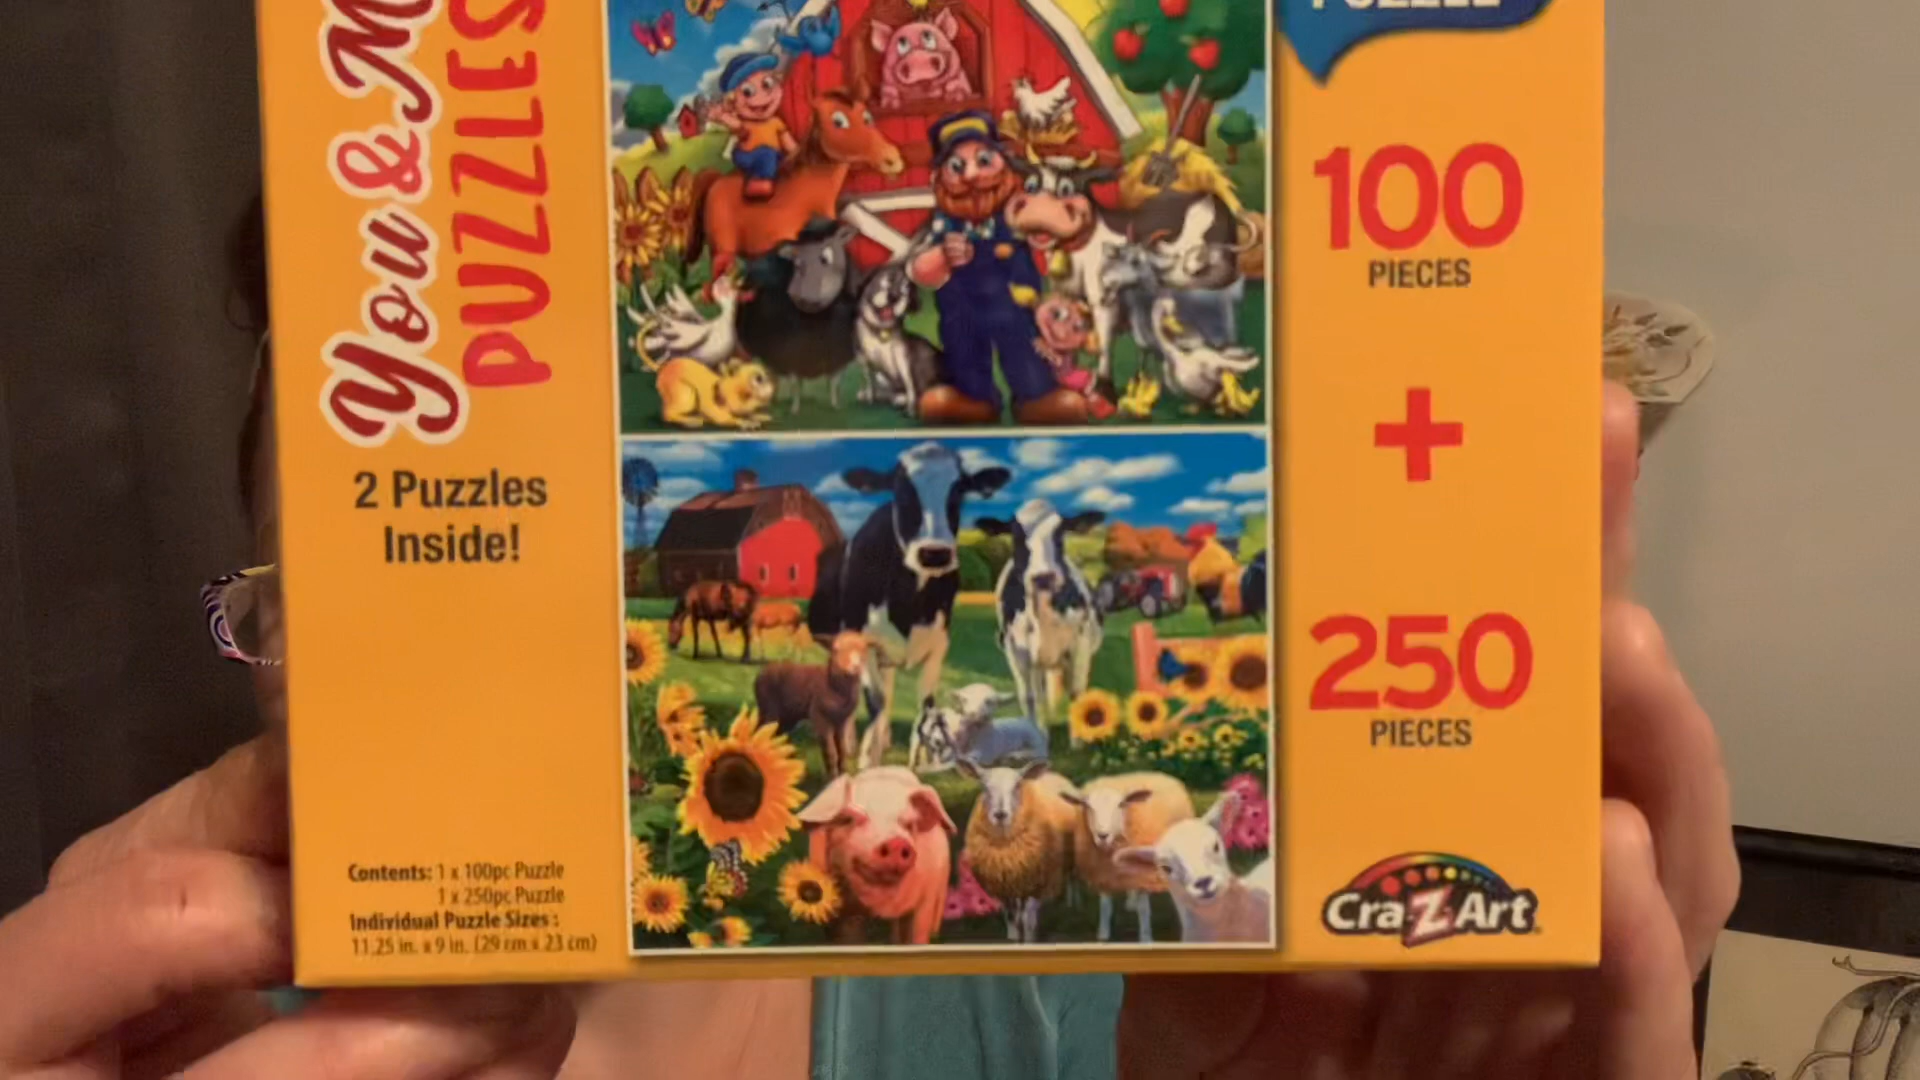 You & M
PUZZLES
2 Puzzles
Inside!
Contents: 1 x 100pc Puzzle
1 x 250pc Puzzle
Individual Puzzle Sizes :
11.25 in. x 9 in. (29 cm x 23 cm)
PUZZLE
100
PIECES
+
250
PIECES
Cra-Z-Art